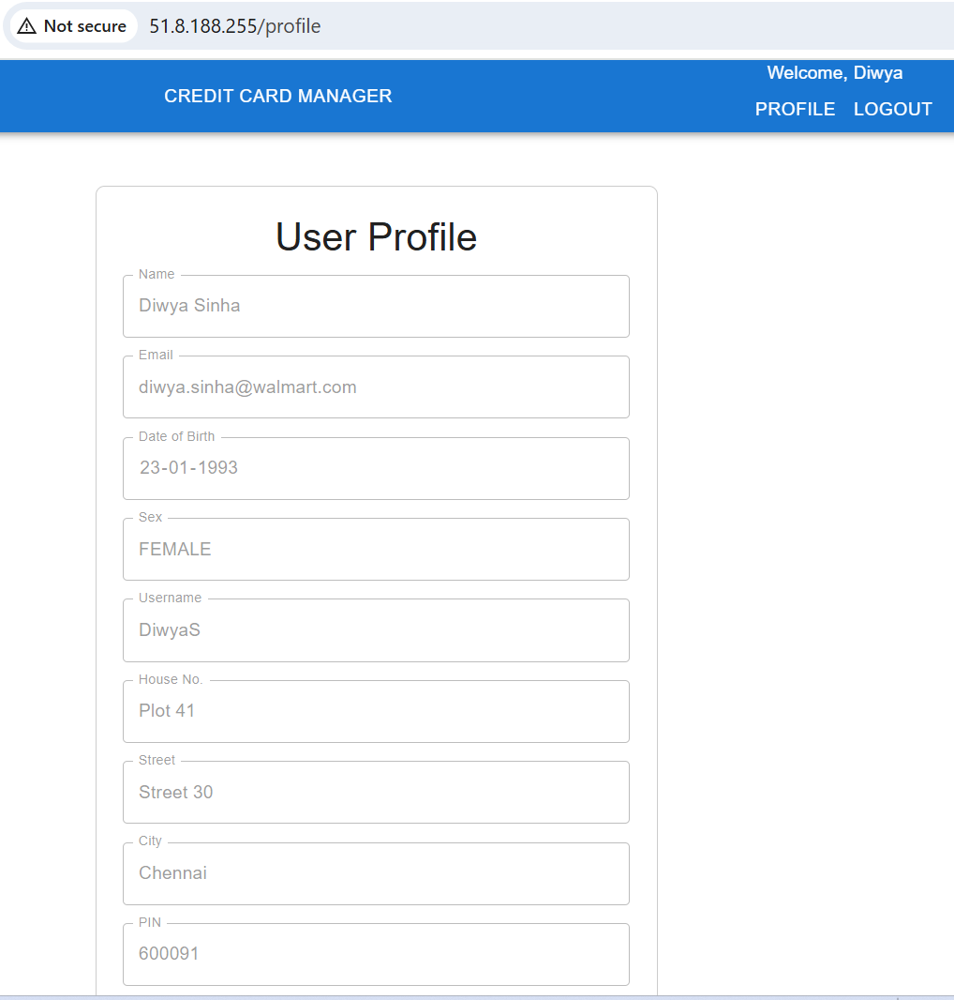 Not secure 51.8.188.255/profile
Welcome, Diwya
CREDIT CARD MANAGER
PROFILE LOGOUT
User Profile
Name
Diwya Sinha
Email
diwya.sinha@walmart.com
Date of Birth
23-01-1993
Sex
FEMALE
Username
DiwyaS
House No.
Plot 41
Street
Street 30
City
Chennai
PIN
600091